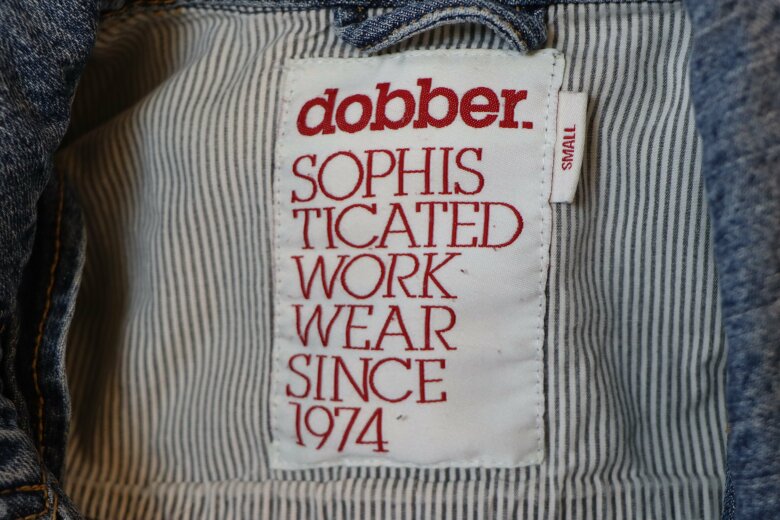 dobber.
SOPHIS
TICATED
WORK
WEAR
SINCE
1974
SMALL